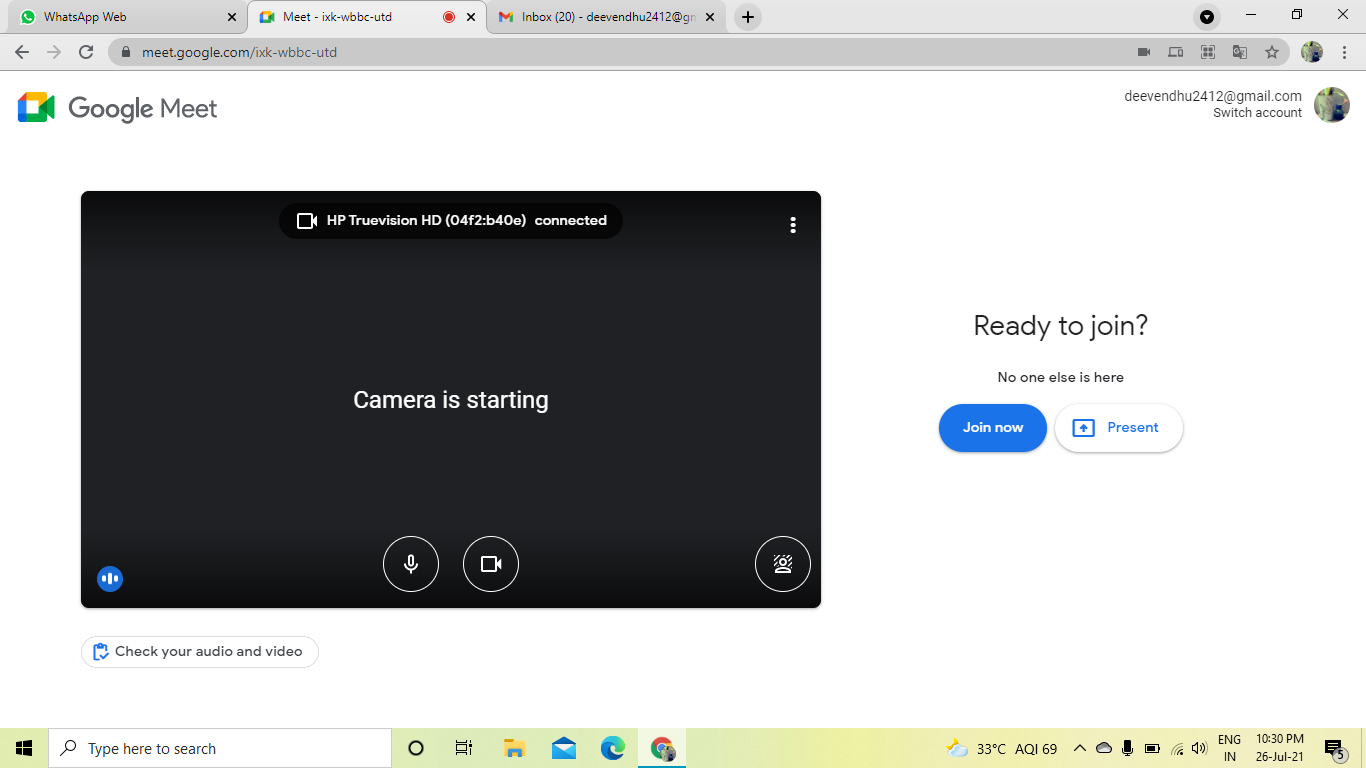 WhatsApp Web
Meet - ixk-wbbc-utd
Inbox (20) - deevendhu2412@gm
meet.google.com/ixk-wbbc-utd
Google Meet
deevendhu2412@gmail.com
Switch account
HP Truevision HD (04f2:b40e) connected
Camera is starting
Ready to join?
No one else is here
Join now
Present
Check your audio and video
Type here to search
33°C AQI 69
ENG
IN
10:30 PM
26-Jul-21
5